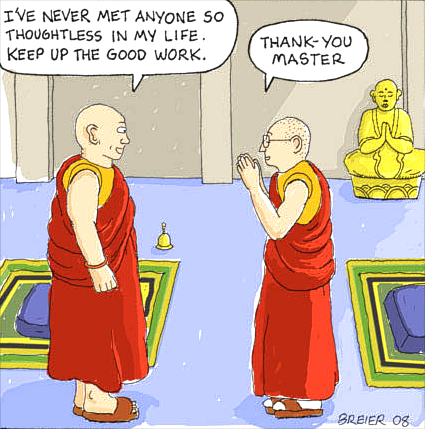 I'VE NEVER MET ANYONE SO
THOUGHTLESS IN MY LIFE.
KEEP UP THE GOOD WORK.
THANK-YOU
MASTER
BREIER 08